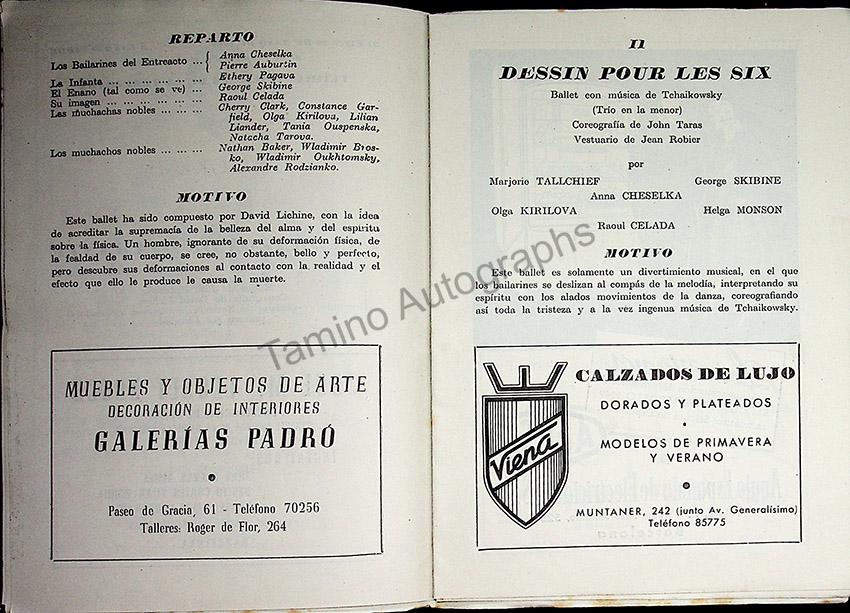 REPARTO
Los Bailarines del Entreacto ... { Anna Cheselka
Pierre Auburtin
La Infanta ... ... ... ... ... ... ... Ethery Pagava
El Enano (tal como se ve) ... George Skibine
Su imagen ... ... ... ... ... ... ... Raoul Celada
Las muchachas nobles ... ... ... Cherry Clark, Constance Gar-
field, Olga Kirilova, Lilian
Liander, Tania Ouspenska,
Natacha Tarova.
Los muchachos nobles ... ... ... Nathan Baker, Wladimir Bros-
ko, Wladimir Oukhtomsky,
Alexandre Rodzianko.
MOTIVO
Este ballet ha sido compuesto por David Lichine, con la idea
de acreditar la supremacía de la belleza del alma y del espíritu
sobre la física. Un hombre, ignorante de su deformación física, de
la fealdad de su cuerpo, se cree, no obstante, bello y perfecto,
pero descubre sus deformaciones al contacto con la realidad y el
efecto que ello le produce le causa la muerte.
MUEBLES Y OBJETOS DE ARTE
DECORACIÓN DE INTERIORES
GALERÍAS PADRÓ
Paseo de Gracia, 61 - Teléfono 70256
Talleres: Roger de Flor, 264
II
DESSIN POUR LES SIX
Ballet con música de Tchaikowsky
(Trío en la menor)
Coreografía de John Taras
Vestuario de Jean Robier
por
Marjorie TALLCHIEF George SKIBINE
Anna CHESELKA
Olga KIRILOVA Helga MONSON
Raoul CELADA
MOTIVO
Este ballet es solamente un divertimiento musical, en el que
los bailarines se deslizan al compás de la melodía, interpretando su
espíritu con los alados movimientos de la danza, coreografiando
así toda la tristeza y a la vez ingenua música de Tchaikowsky.
Viena
CALZADOS DE LUJO
DORADOS Y PLATEADOS
MODELOS DE PRIMAVERA
Y VERANO
MUNTANER, 242 (junto Av. Generalísimo)
Teléfono 85775
Tamino Autographs